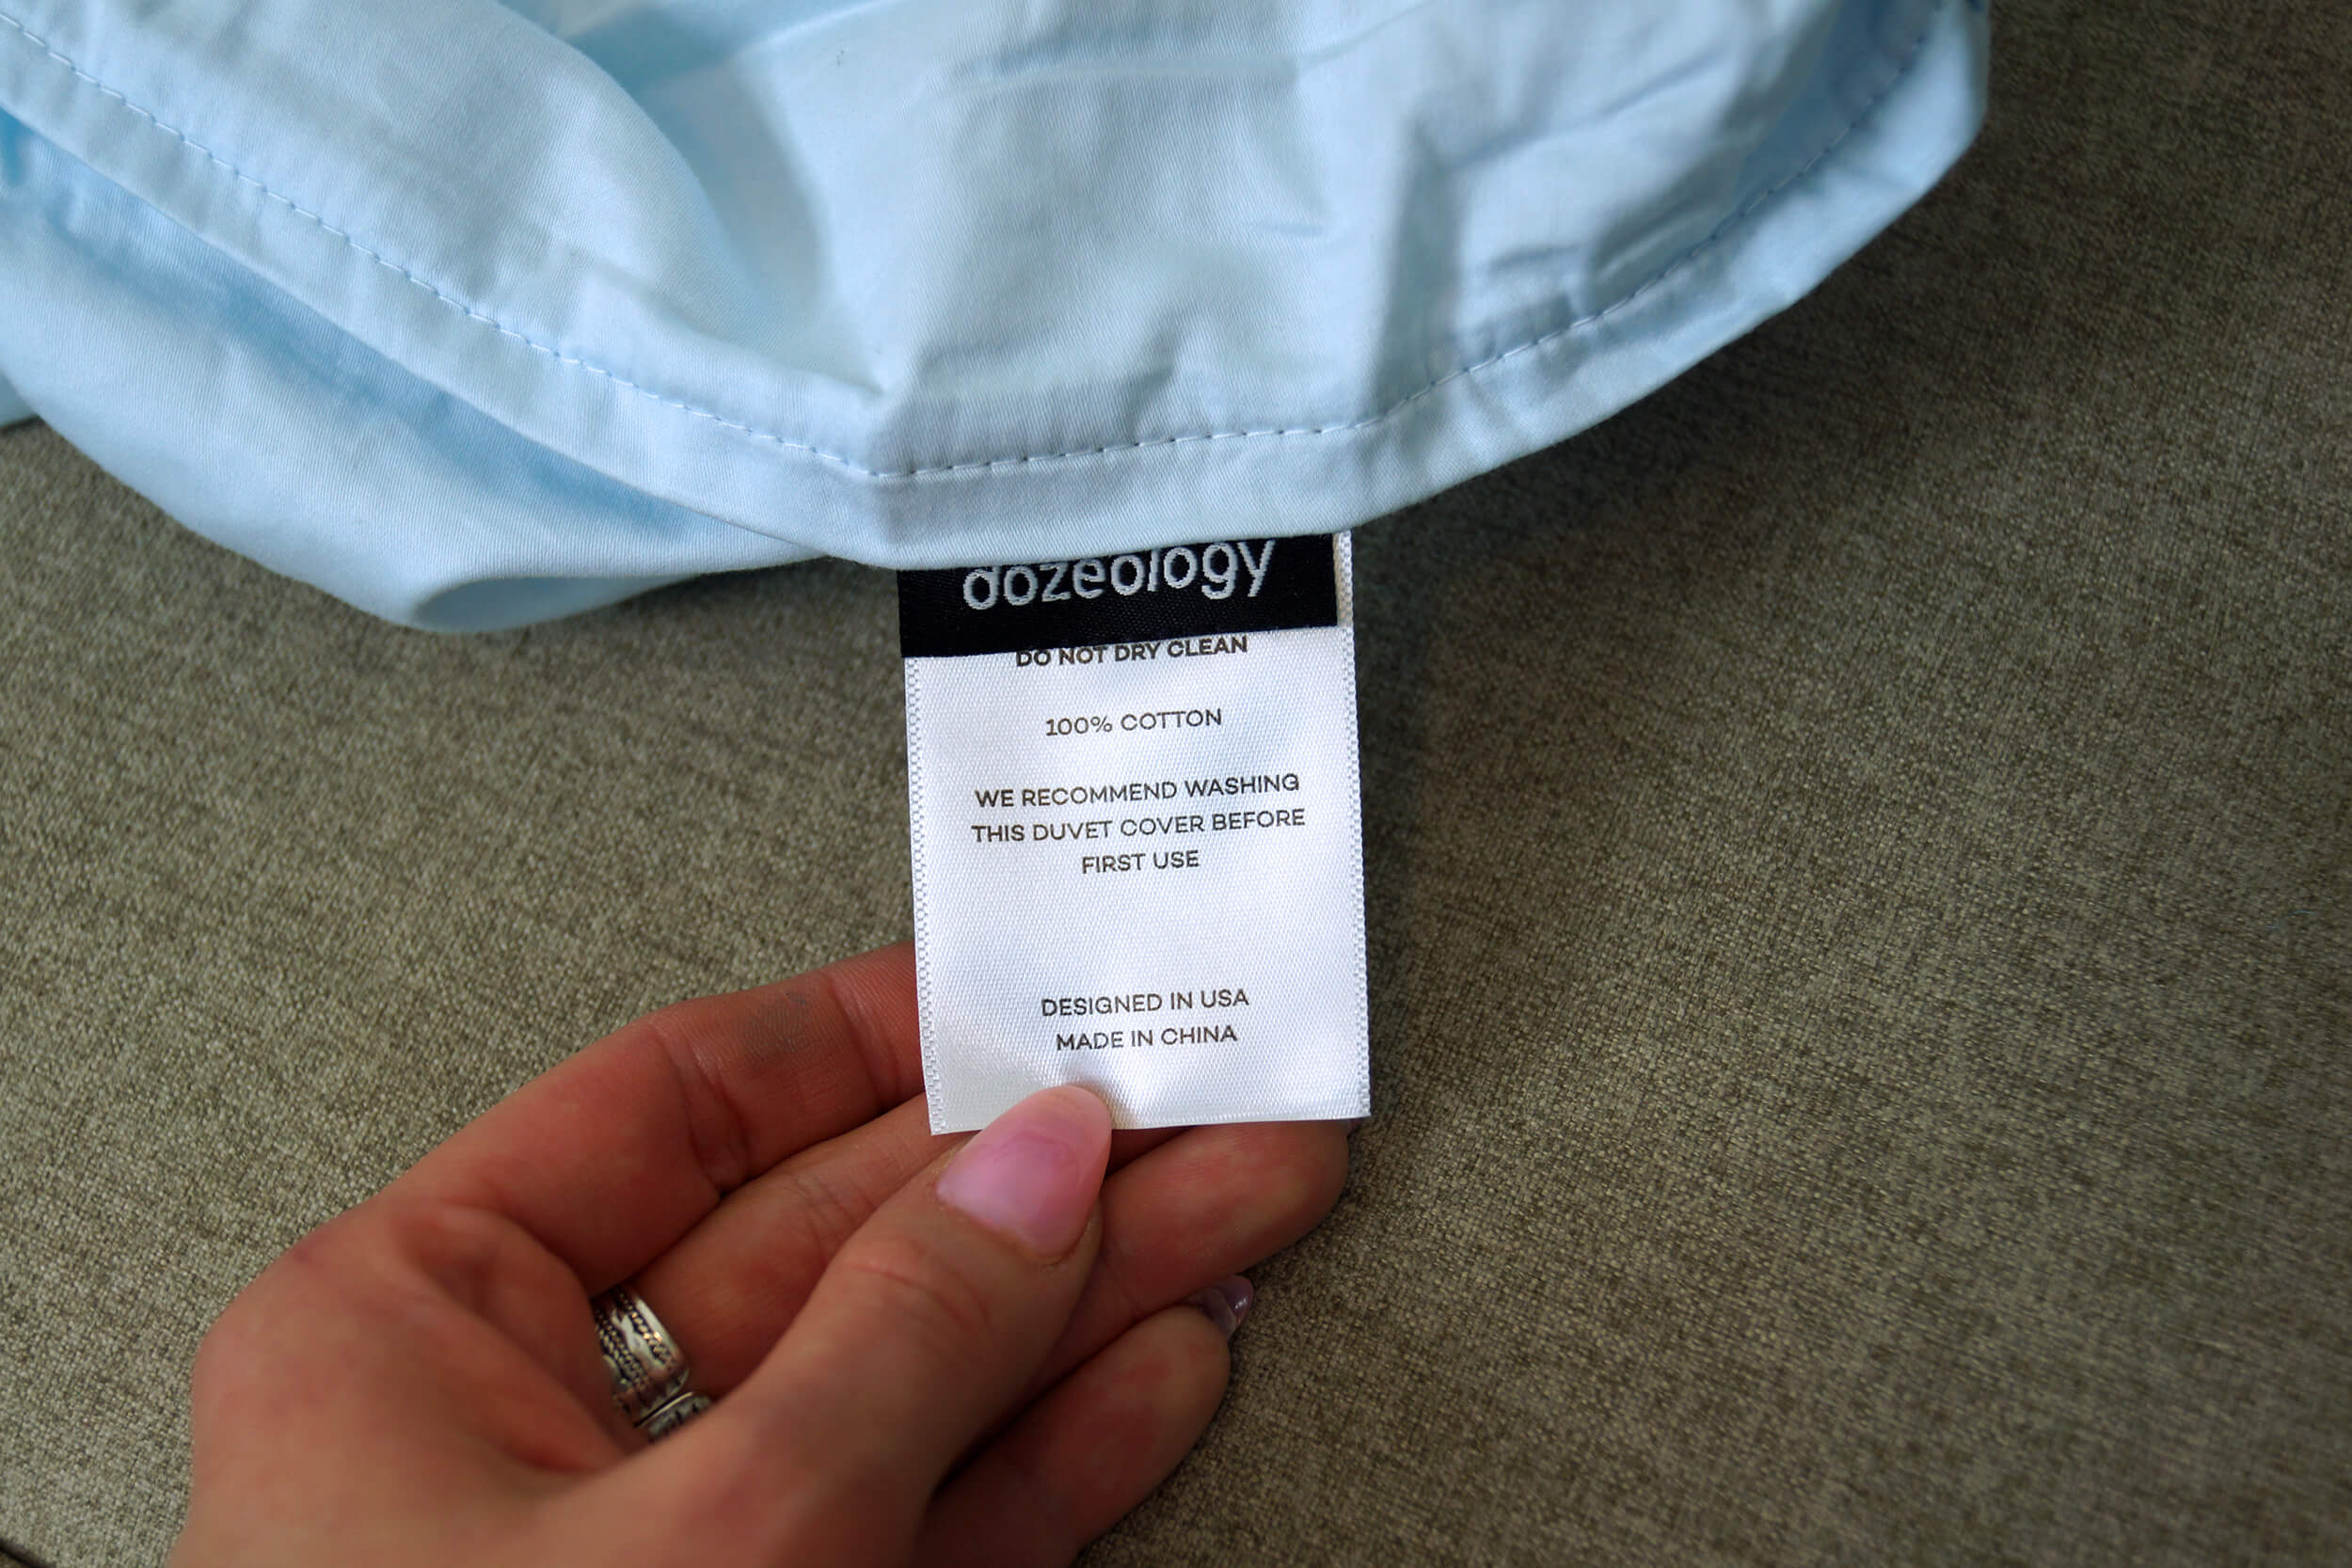 dozeology
DO NOT DRY CLEAN
100% COTTON
WE RECOMMEND WASHING
THIS DUVET COVER BEFORE
FIRST USE
DESIGNED IN USA
MADE IN CHINA